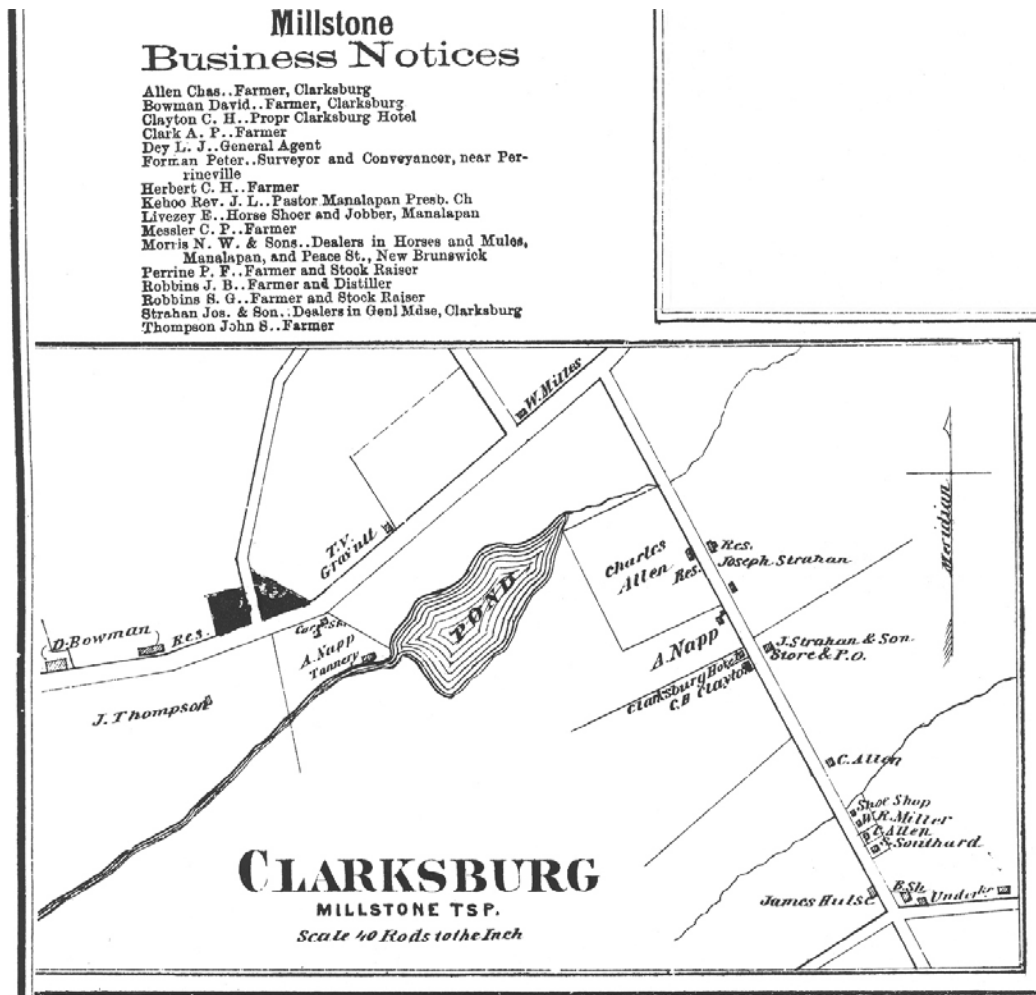 Millstone
Business Notices
Allen Chas..Farmer, Clarksburg
Bowman David..Farmer, Clarksburg
Clayton C. H..Propr Clarksburg Hotel
Clark A. P..Farmer
Dey L. J..General Agent
Forman Peter..Surveyor and Conveyancer, near Per-
rineville
Herbert C. H..Farmer
Kehoo Rev. J. L..Pastor Manalapan Presb. Ch
Livezey E..Horse Shoer and Jobber, Manalapan
Messler C. P..Farmer
Morris N. W. & Sons..Dealers in Horses and Mules,
Manalapan, and Peace St., New Brunswick
Perrine P. F..Farmer and Stock Raiser
Robbins J. B..Farmer and Distiller
Robbins S. G..Farmer and Stock Raiser
Strahan Jos. & Son..Dealers in Genl Mdse, Clarksburg
Thompson John S..Farmer
W. Miltes
Meridian
T.V.
Gravatt
POND
Charles
Allen
Res.
Res.
Joseph Strahan
D. Bowman
Res.
Carp. Sh.
A. Napp
Tannery
A. Napp
J. Strahan & Son
Store & P.O.
Clarksburg Hotel
C.B Clayton
J. Thompson
C. Allen
Shoe Shop
W.R. Miller
C. Allen
S. Southard
James Hulse
B.Sh.
Underkr
CLARKSBURG
MILLSTONE TSP.
Scale 40 Rods to the Inch